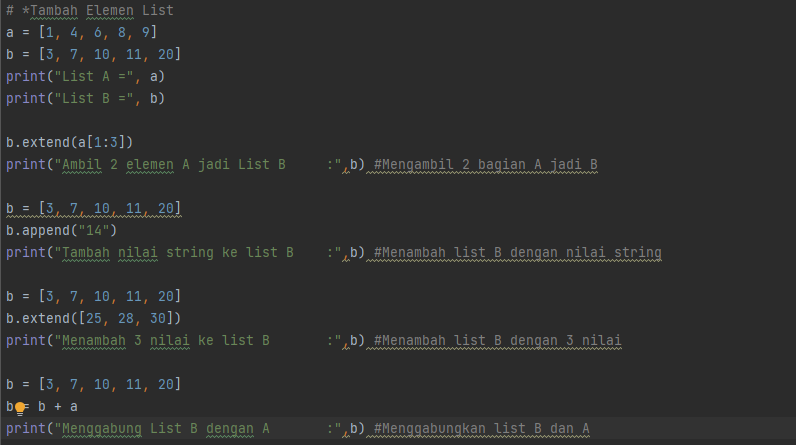 # *Tambah Elemen List
a = [1, 4, 6, 8, 9]
b = [3, 7, 10, 11, 20]
print("List A =", a)
print("List B =", b)
b.extend(a[1:3])
print("Ambil 2 elemen A jadi List B     :",b) #Mengambil 2 bagian A jadi B
b = [3, 7, 10, 11, 20]
b.append("14")
print("Tambah nilai string ke list B    :",b) #Menambah list B dengan nilai string
b = [3, 7, 10, 11, 20]
b.extend([25, 28, 30])
print("Menambah 3 nilai ke list B       :",b) #Menambah list B dengan 3 nilai
b = [3, 7, 10, 11, 20]
b = b + a
print("Menggabung List B dengan A       :",b) #Menggabungkan list B dan A